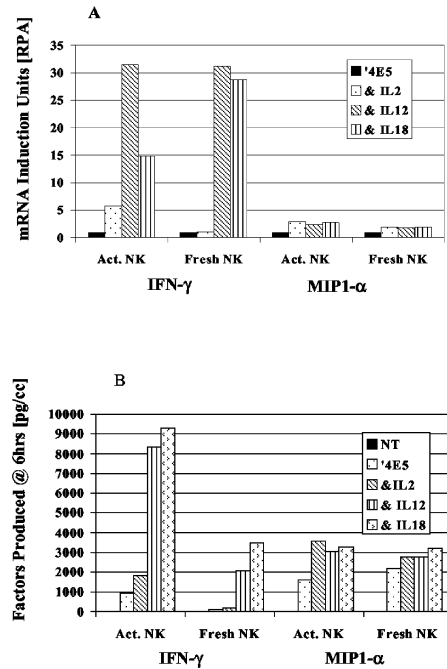 A
mRNA Induction Units [RPA]
35
30
25
20
15
10
5
0
'4E5
& IL2
& IL12
& IL18
Act. NK Fresh NK Act. NK Fresh NK
IFN-γ MIP1-α
B
Factors Produced @ 6hrs [pg/cc]
10000
9000
8000
7000
6000
5000
4000
3000
2000
1000
0
NT
'4E5
&IL2
& IL12
& IL18
Act. NK Fresh NK Act. NK Fresh NK
IFN-γ MIP1-α